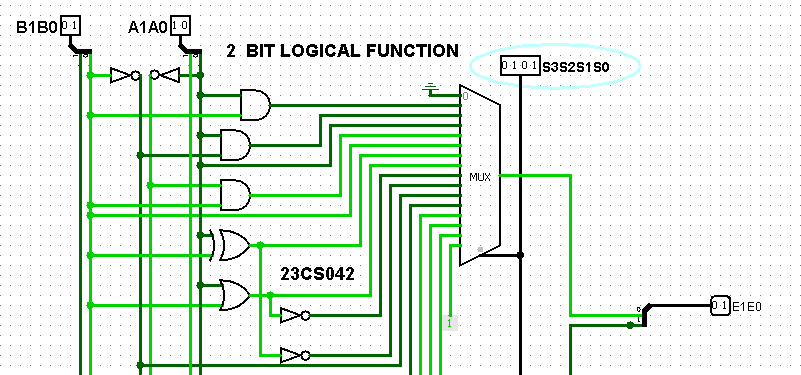 B1B0 0 1 A1A0 1 0
2 BIT LOGICAL FUNCTION
0 1 0 1 S3S2S1S0
0
MUX
23CS042
1
0 1 E1E0